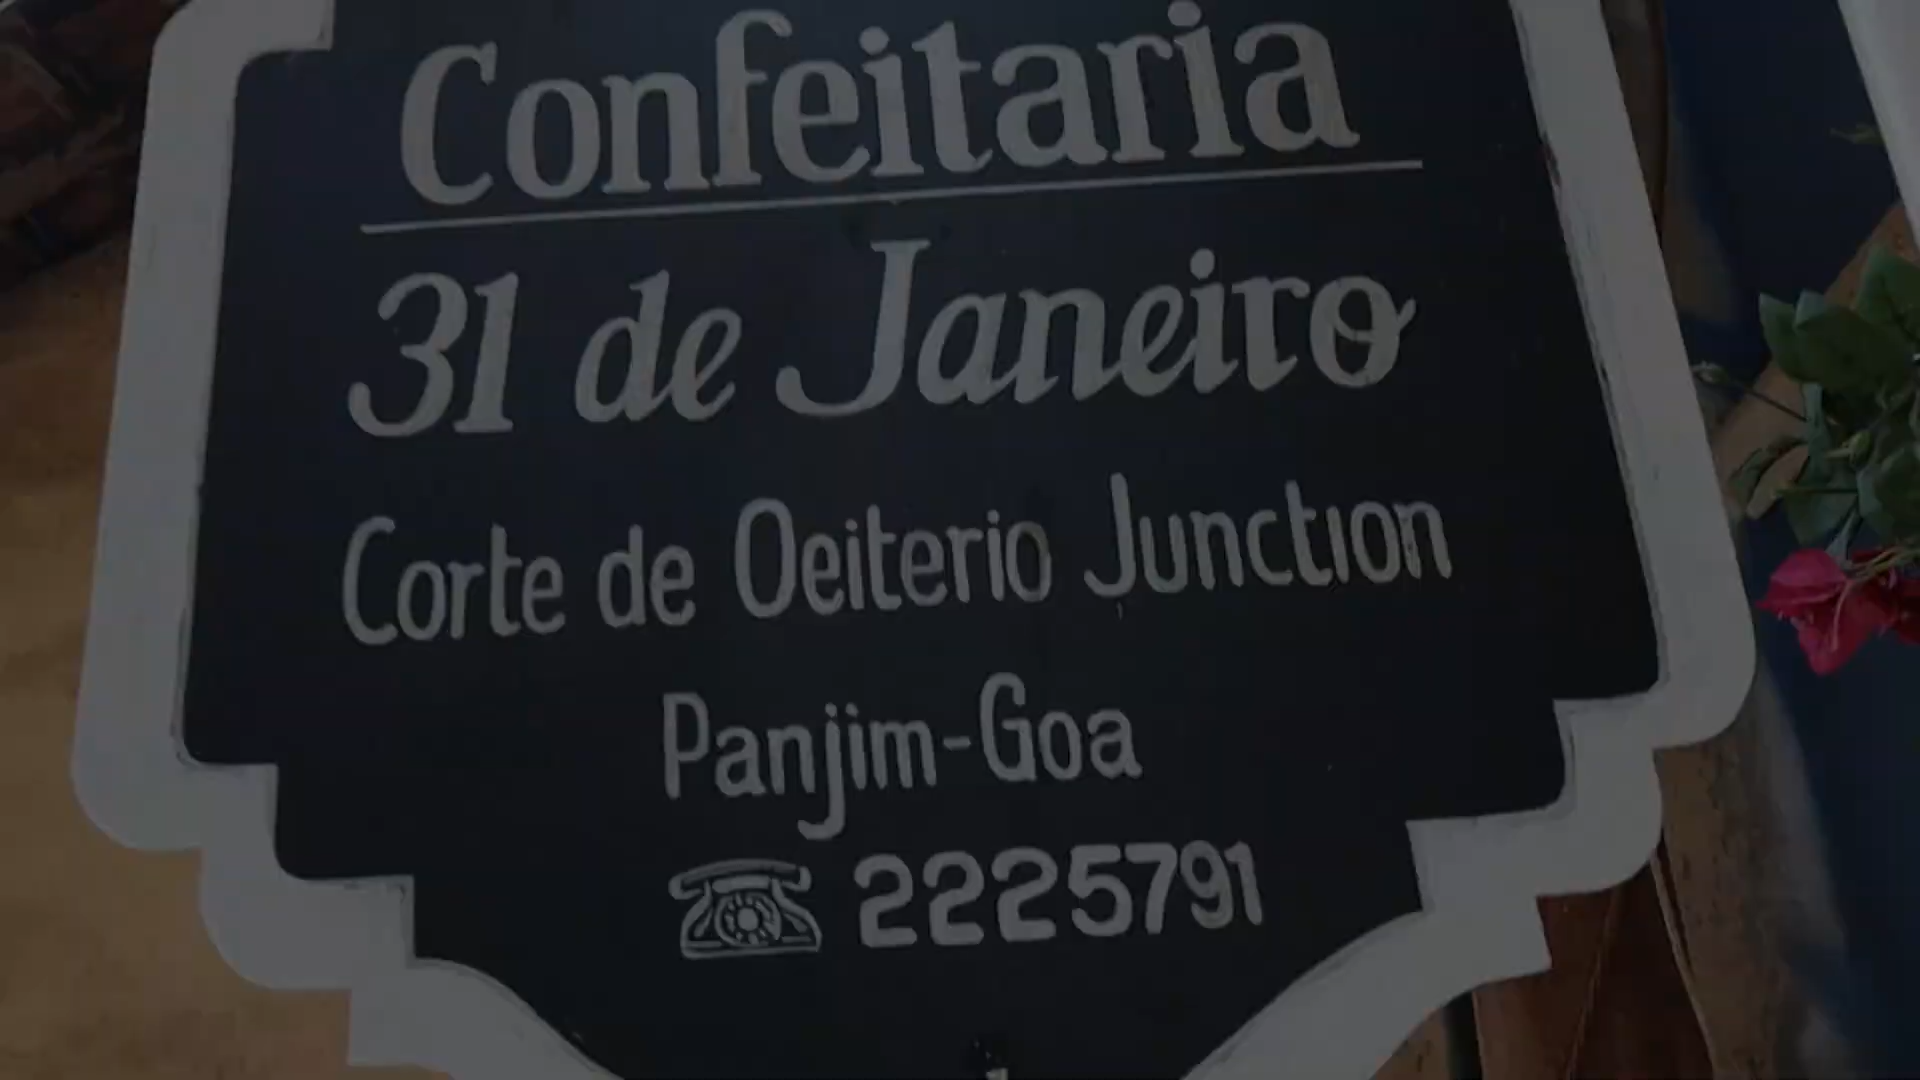 Confeitaria
31 de Janeiro
Corte de Oeiterio Junction
Panjim-Goa
2225791